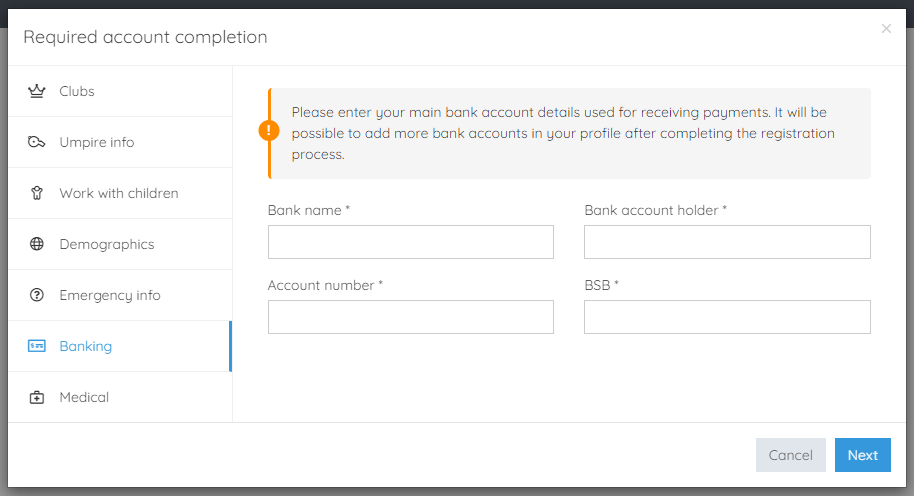 Required account completion
×
Clubs
Umpire info
Work with children
Demographics
Emergency info
Banking
Medical
!
Please enter your main bank account details used for receiving payments. It will be
possible to add more bank accounts in your profile after completing the registration
process.
Bank name *
Bank account holder *
Account number *
BSB *
Cancel
Next